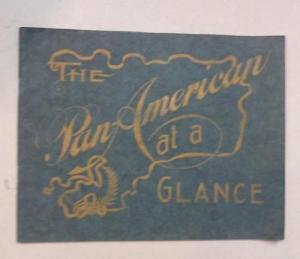 THE
Pan-American
at a
GLANCE